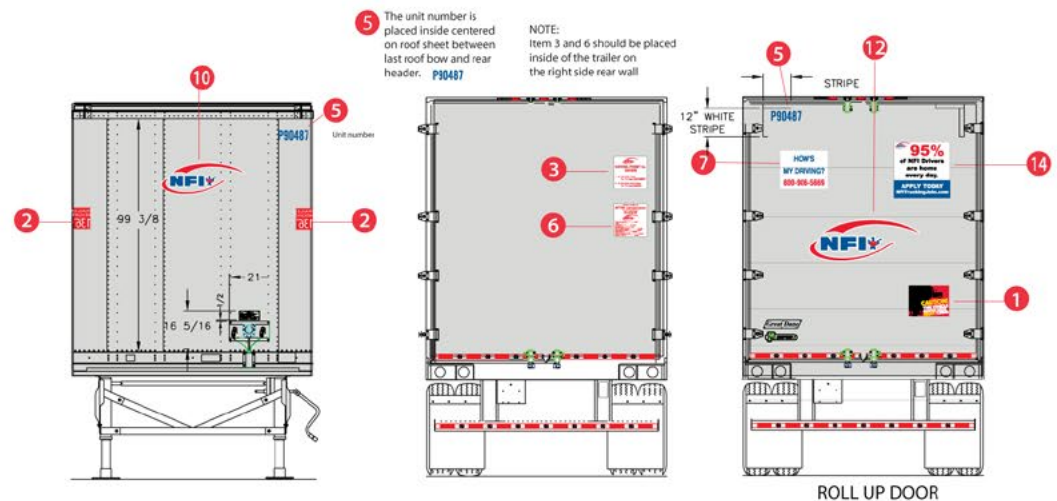 5
The unit number is
placed inside centered
on roof sheet between
last roof bow and rear
header. P90487
NOTE:
Item 3 and 6 should be placed
inside of the trailer on
the right side rear wall
10
P90487
5
Unit number
NFI
2
2
99 3/8
21
1/2
16 5/16
3
6
12
5
STRIPE
12" WHITE
STRIPE
P90487
7
HOW'S
MY DRIVING?
800-906-5665
95%
of NFI Drivers
are home
every day.
APPLY TODAY
14
NFI
CAUTION
1
Great Dane
ROLL UP DOOR